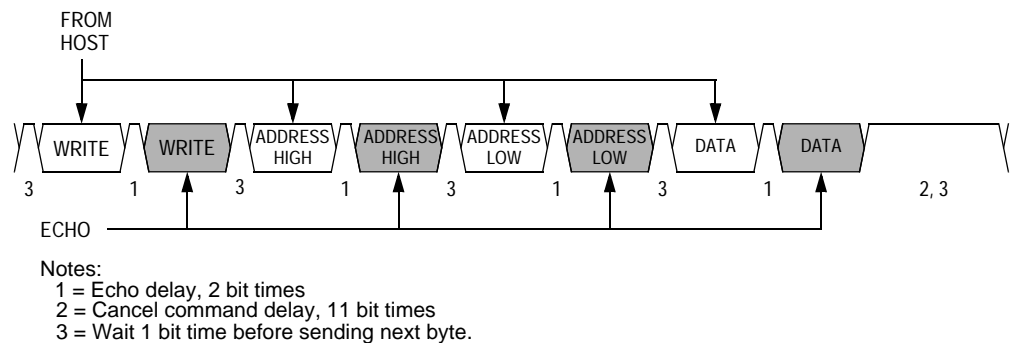 FROM
HOST
WRITE
WRITE
ADDRESS
HIGH
ADDRESS
HIGH
ADDRESS
LOW
ADDRESS
LOW
DATA
DATA
3
1
3
1
3
1
3
1
2, 3
ECHO
Notes:
1 = Echo delay, 2 bit times
2 = Cancel command delay, 11 bit times
3 = Wait 1 bit time before sending next byte.